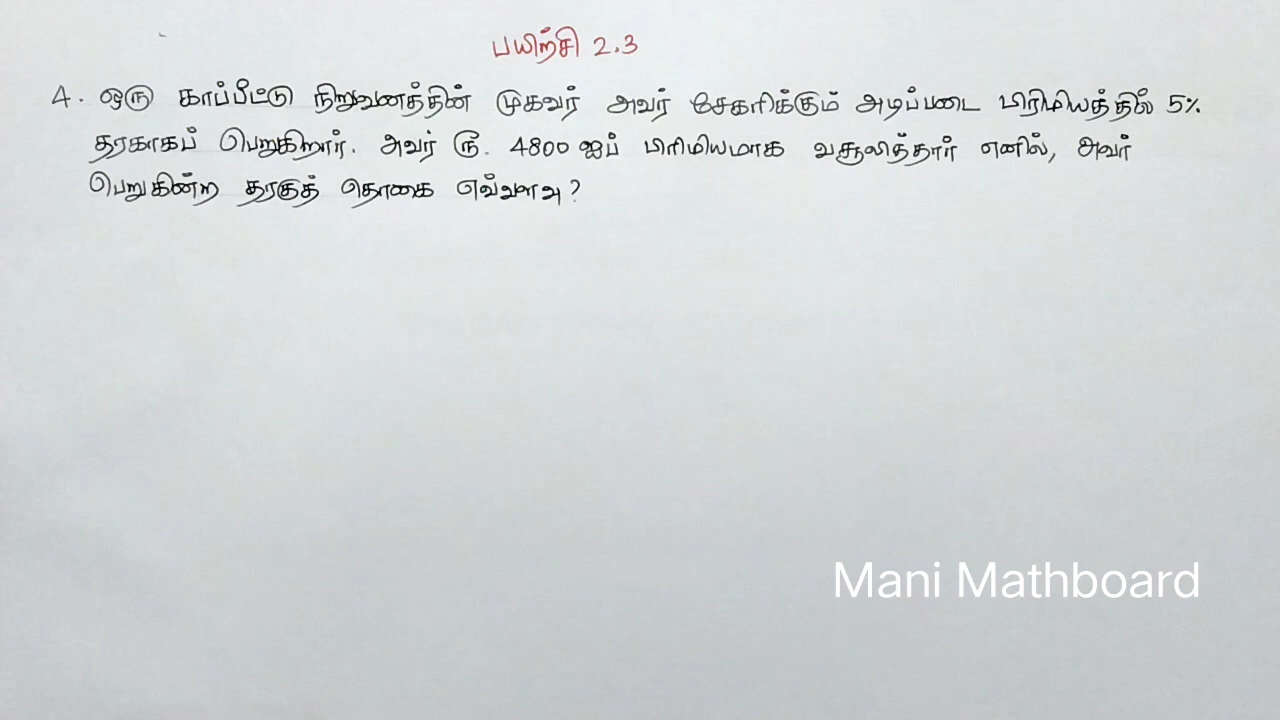 பயிற்சி 2.3
4. ஒரு காப்பீட்டு நிறுவனத்தின் முகவர் அவர் சேகரிக்கும் அடிப்படை பிரிமியத்தில் 5%
தரகாகப் பெறுகிறார். அவர் ரூ. 4800 ஐப் பிரிமியமாக வசூலித்தார் எனில், அவர்
பெறுகின்ற தரகுத் தொகை எவ்வளவு?
Mani Mathboard